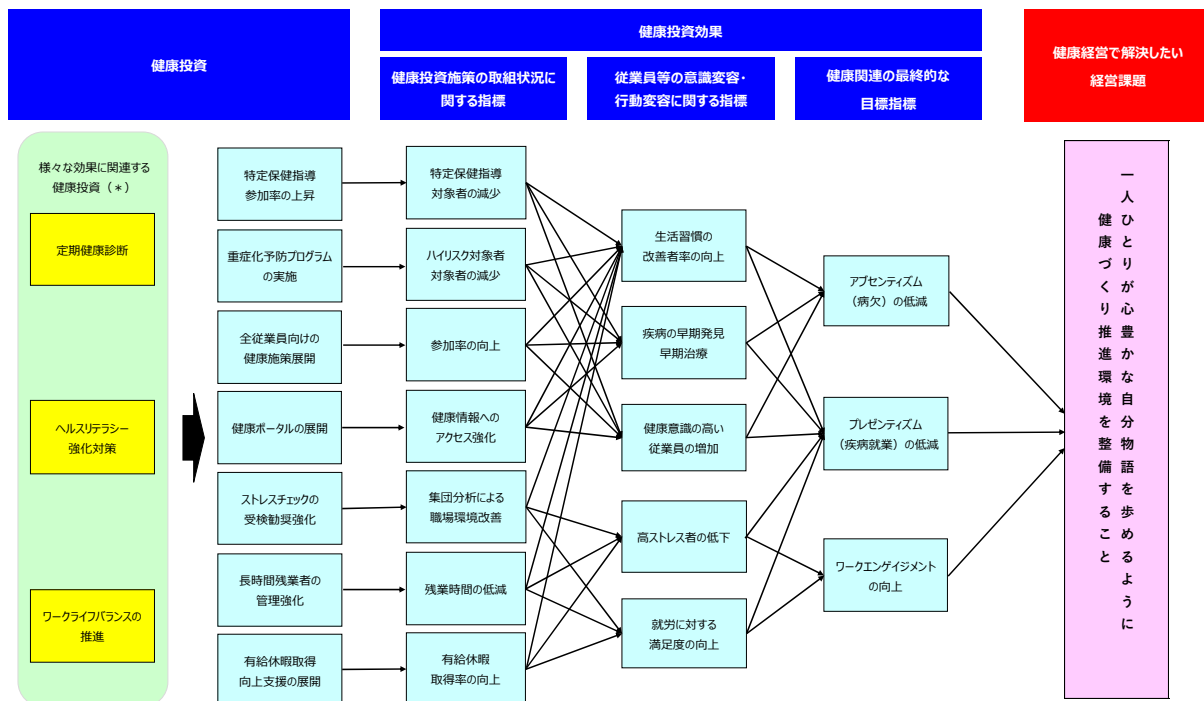 健康投資
健康投資効果
健康投資施策の取組状況に
関する指標
従業員等の意識変容・
行動変容に関する指標
健康関連の最終的な
目標指標
健康経営で解決したい
経営課題
様々な効果に関連する
健康投資（＊）
定期健康診断
ヘルスリテラシー
強化対策
ワークライフバランスの
推進
特定保健指導
参加率の上昇
重症化予防プログラム
の実施
全従業員向けの
健康施策展開
健康ポータルの展開
ストレスチェックの
受検勧奨強化
長時間残業者の
管理強化
有給休暇取得
向上支援の展開
特定保健指導
対象者の減少
ハイリスク対象者
対象者の減少
参加率の向上
健康情報への
アクセス強化
集団分析による
職場環境改善
残業時間の低減
有給休暇
取得率の向上
生活習慣の
改善者率の向上
疾病の早期発見
早期治療
健康意識の高い
従業員の増加
高ストレス者の低下
就労に対する
満足度の向上
アブセンティズム
（病欠）の低減
プレゼンティズム
（疾病就業）の低減
ワークエンゲイジメント
の向上
一人ひとりが心豊かな自分物語を歩めるように
健康づくり推進環境を整備すること